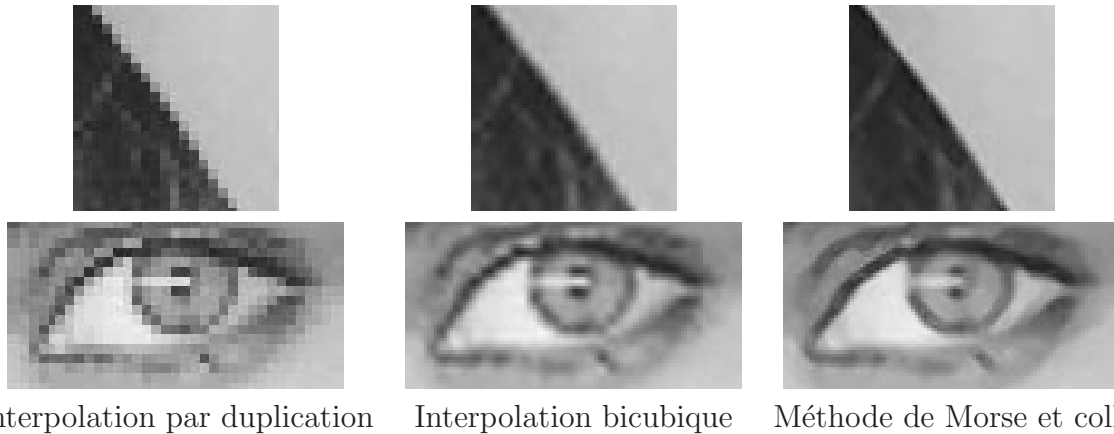 nterpolation par duplication
Interpolation bicubique
Méthode de Morse et coll